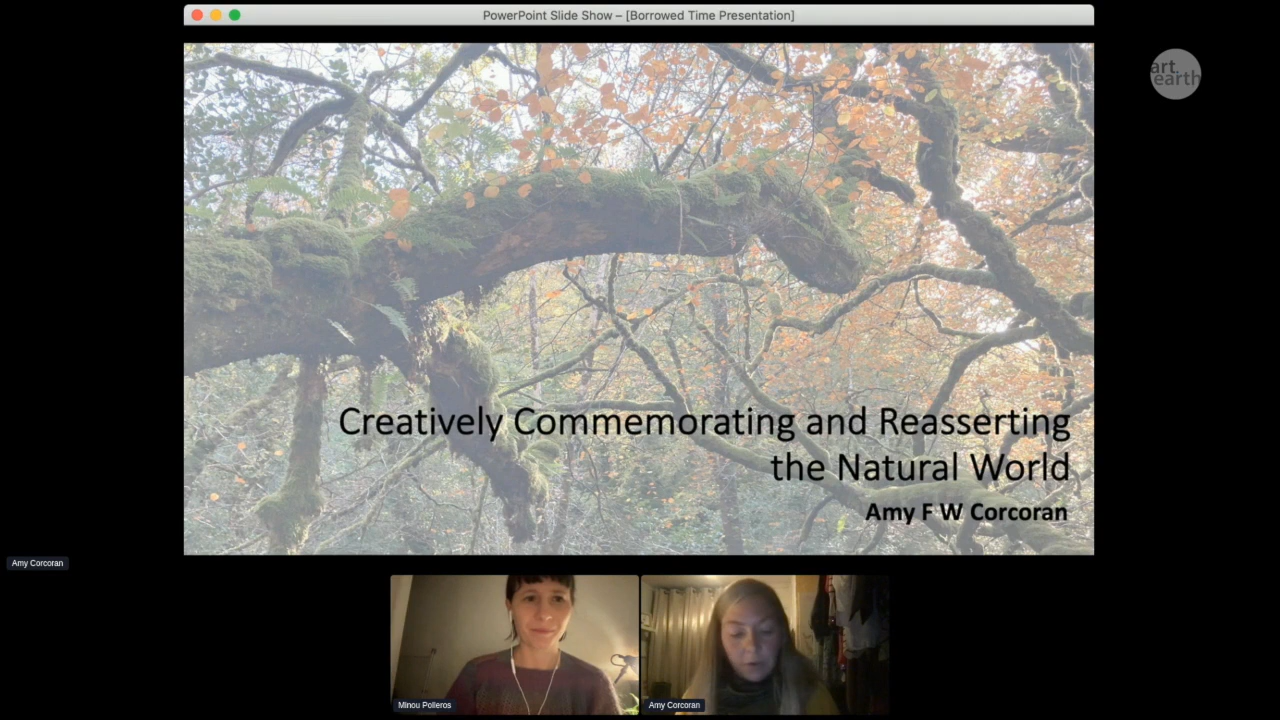 PowerPoint Slide Show – [Borrowed Time Presentation]
art.
earth
Creatively Commemorating and Reasserting
the Natural World
Amy F W Corcoran
Amy Corcoran
Minou Polleros
Amy Corcoran